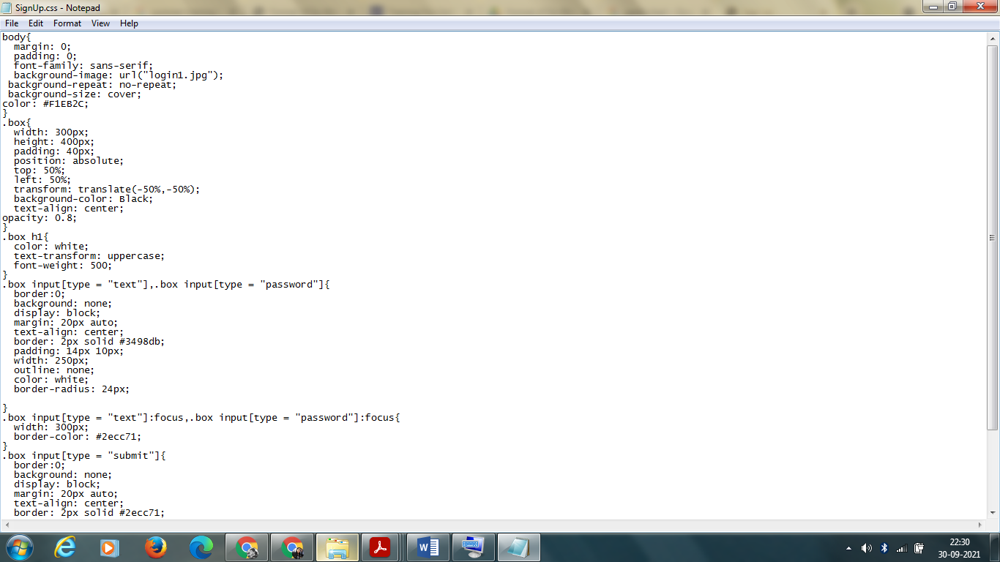 SignUp.css - Notepad
File Edit Format View Help
body{
  margin: 0;
  padding: 0;
  font-family: sans-serif;
  background-image: url("login1.jpg");
 background-repeat: no-repeat;
 background-size: cover;
color: #F1EB2C;
}
.box{
  width: 300px;
  height: 400px;
  padding: 40px;
  position: absolute;
  top: 50%;
  left: 50%;
  transform: translate(-50%,-50%);
  background-color: Black;
  text-align: center;
opacity: 0.8;
}
.box h1{
  color: white;
  text-transform: uppercase;
  font-weight: 500;
}
.box input[type = "text"],.box input[type = "password"]{
  border:0;
  background: none;
  display: block;
  margin: 20px auto;
  text-align: center;
  border: 2px solid #3498db;
  padding: 14px 10px;
  width: 250px;
  outline: none;
  color: white;
  border-radius: 24px;

}
.box input[type = "text"]:focus,.box input[type = "password"]:focus{
  width: 300px;
  border-color: #2ecc71;
}
.box input[type = "submit"]{
  border:0;
  background: none;
  display: block;
  margin: 20px auto;
  text-align: center;
  border: 2px solid #2ecc71;
22:30
30-09-2021